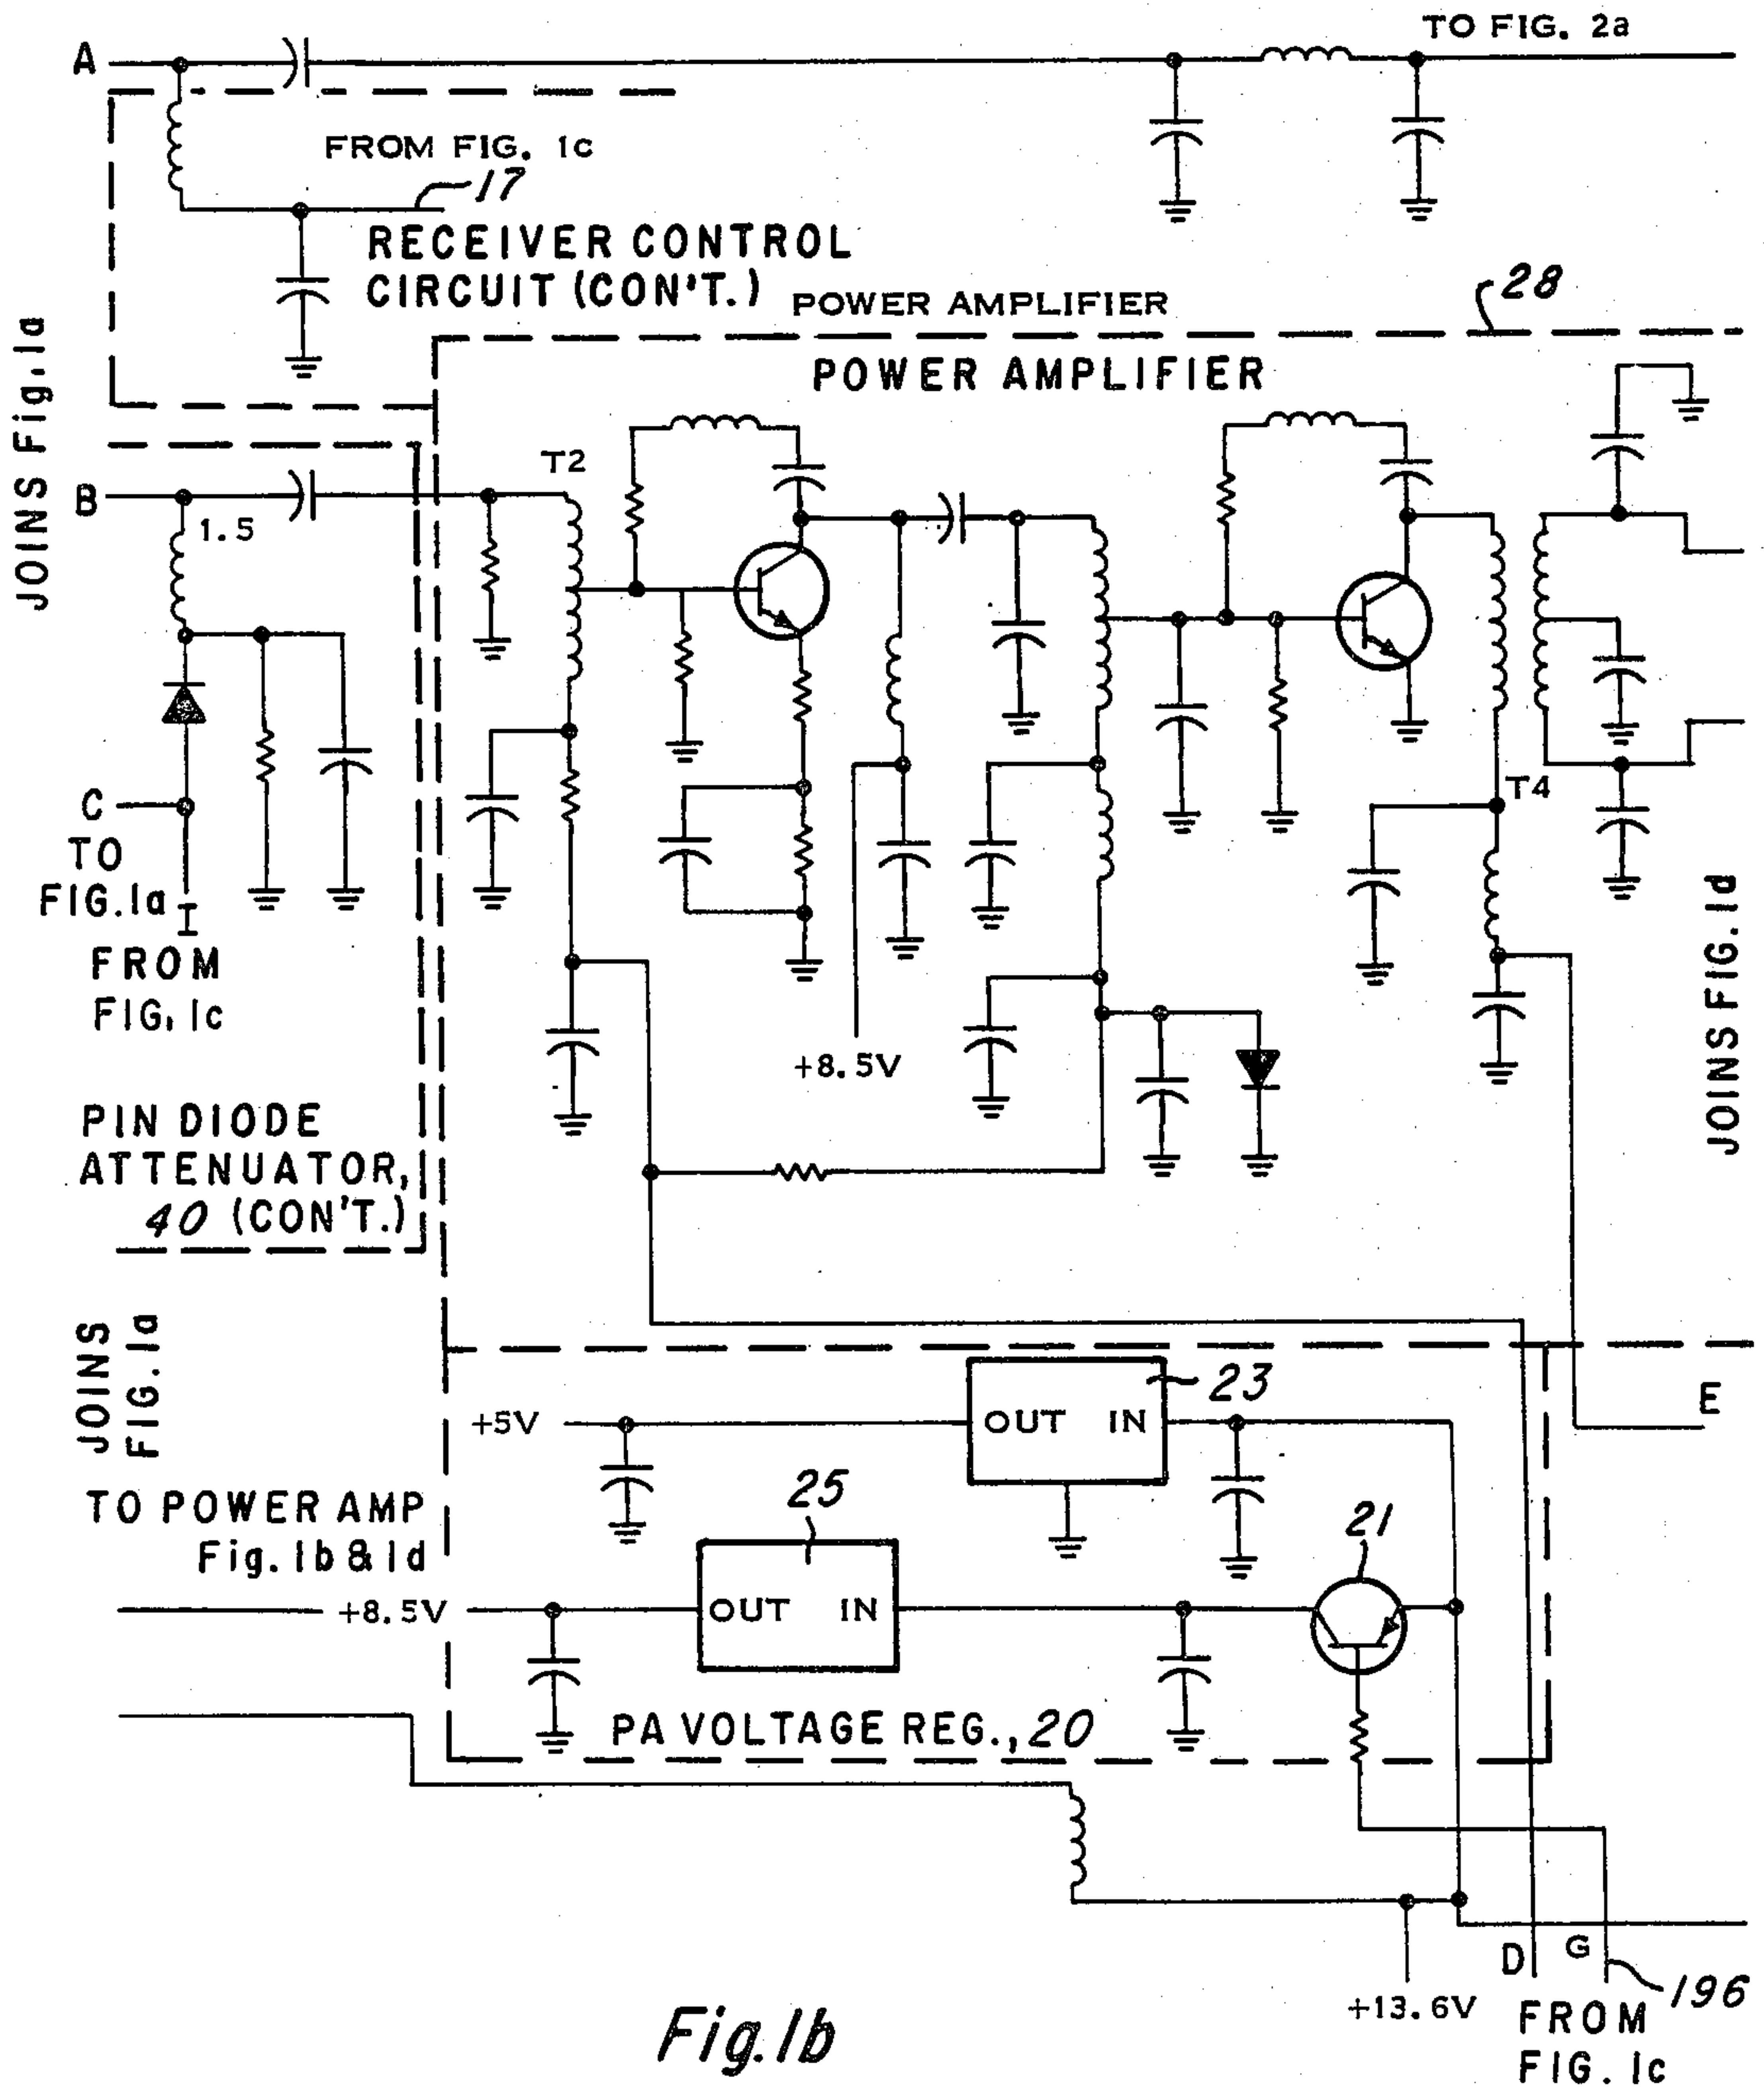 TO FIG. 2a
A
FROM FIG. 1c
17
RECEIVER CONTROL
CIRCUIT (CON'T.)
POWER AMPLIFIER
28
POWER AMPLIFIER
JOINS Fig.1a
T2
B
1.5
C
TO
FIG.1a
FROM
FIG. 1c
T4
+8.5V
JOINS FIG. 1d
PIN DIODE
ATTENUATOR,
40 (CON'T.)
JOINS
FIG.1a
+5V
OUT IN
23
E
TO POWER AMP
Fig. 1b & 1d
25
21
+8.5V
OUT IN
PA VOLTAGE REG., 20
D
G
196
+13.6V
FROM
FIG. 1c
Fig.1b